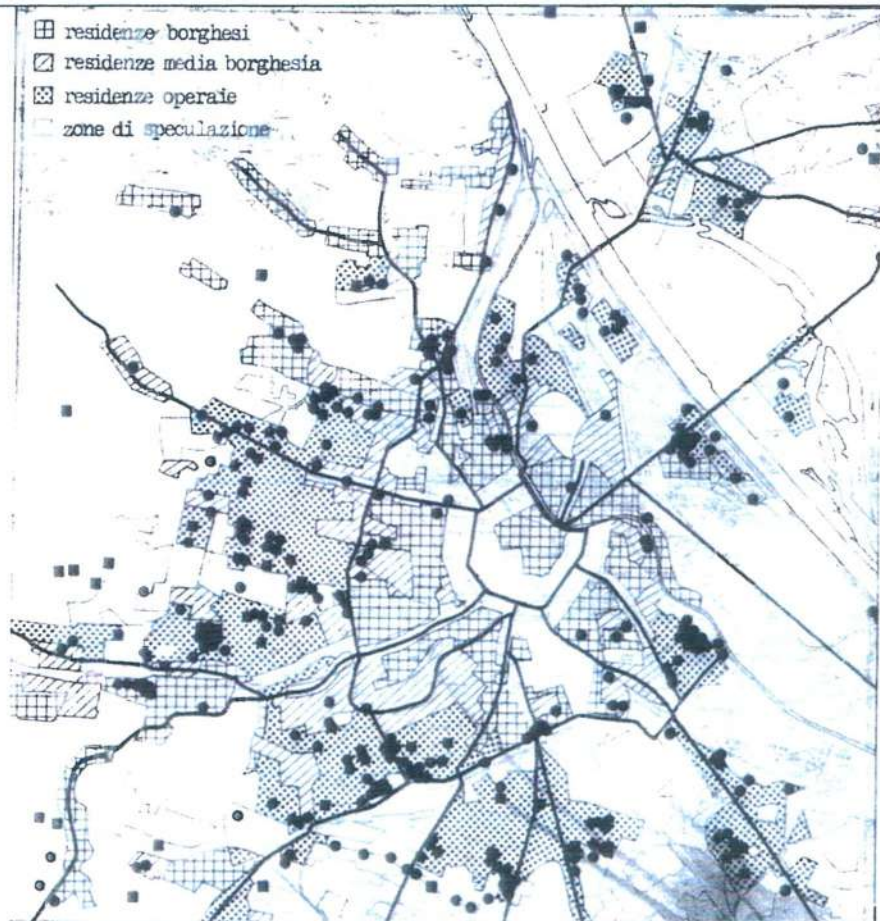 residenze borghesi
residenze media borghesia
residenze operaie
zone di speculazione